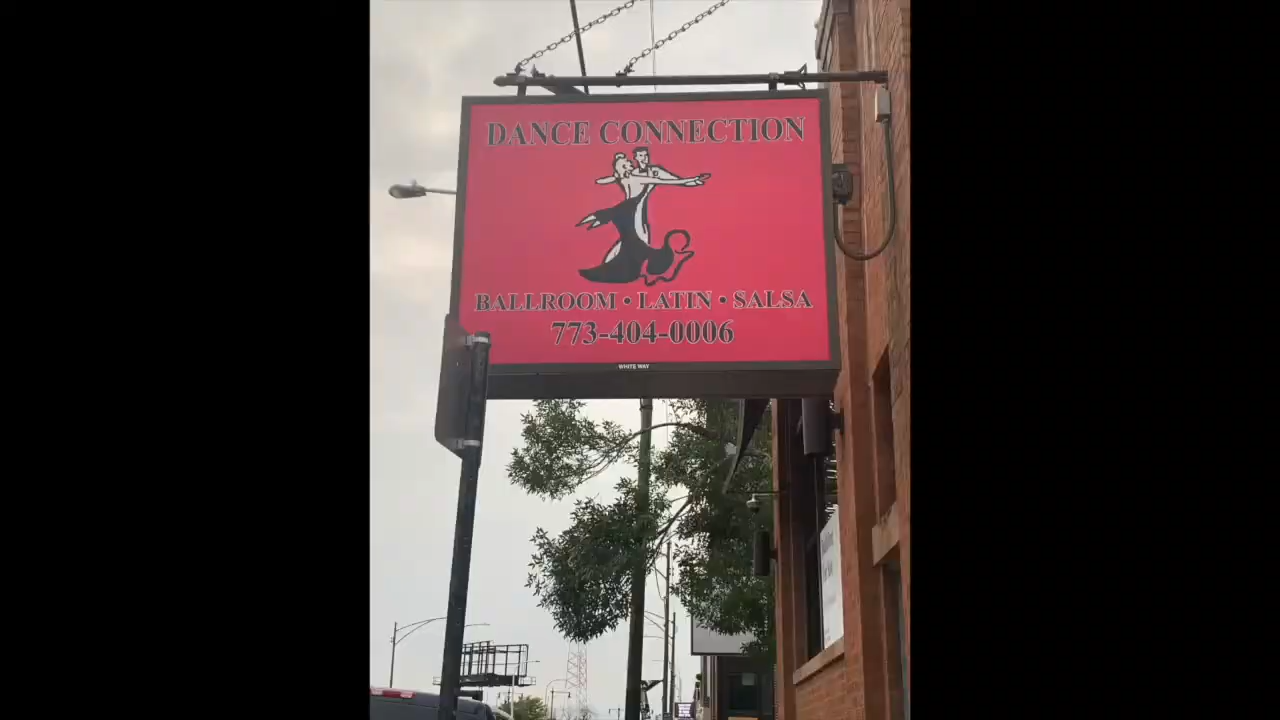 DANCE CONNECTION
BALLROOM • LATIN • SALSA
773-404-0006
WHITE WAY